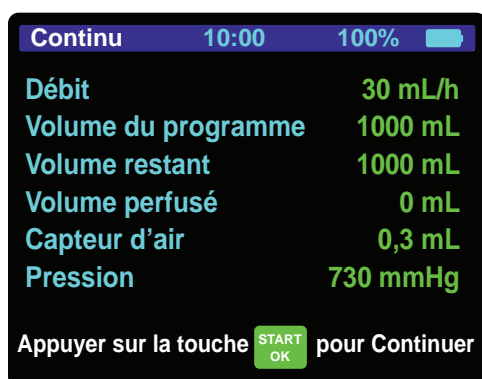 Continu 10:00 100%
Débit 30 mL/h
Volume du programme 1000 mL
Volume restant 1000 mL
Volume perfusé 0 mL
Capteur d’air 0,3 mL
Pression 730 mmHg
Appuyer sur la touche START OK pour Continuer